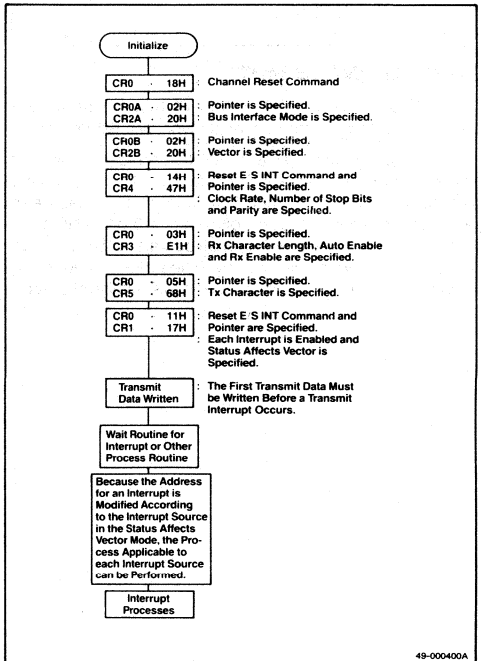 Initialize
CR0 - 18H : Channel Reset Command
CR0A - 02H : Pointer is Specified.
CR2A - 20H : Bus Interface Mode is Specified.
CR0B - 02H : Pointer is Specified.
CR2B - 20H : Vector is Specified.
CR0 - 14H : Reset E/S INT Command and
Pointer is Specified.
CR4 - 47H : Clock Rate, Number of Stop Bits
and Parity are Specified.
CR0 - 03H : Pointer is Specified.
CR3 - E1H : Rx Character Length, Auto Enable
and Rx Enable are Specified.
CR0 - 05H : Pointer is Specified.
CR5 - 68H : Tx Character is Specified.
CR0 - 11H : Reset E/S INT Command and
CR1 - 17H Pointer are Specified.
: Each Interrupt is Enabled and
Status Affects Vector is
Specified.
Transmit : The First Transmit Data Must
Data Written be Written Before a Transmit
Interrupt Occurs.
Wait Routine for
Interrupt or Other
Process Routine
Because the Address
for an Interrupt is
Modified According
to the Interrupt Source
in the Status Affects
Vector Mode, the Pro-
cess Applicable to
each Interrupt Source
can be Performed.
Interrupt
Processes
49-000400A